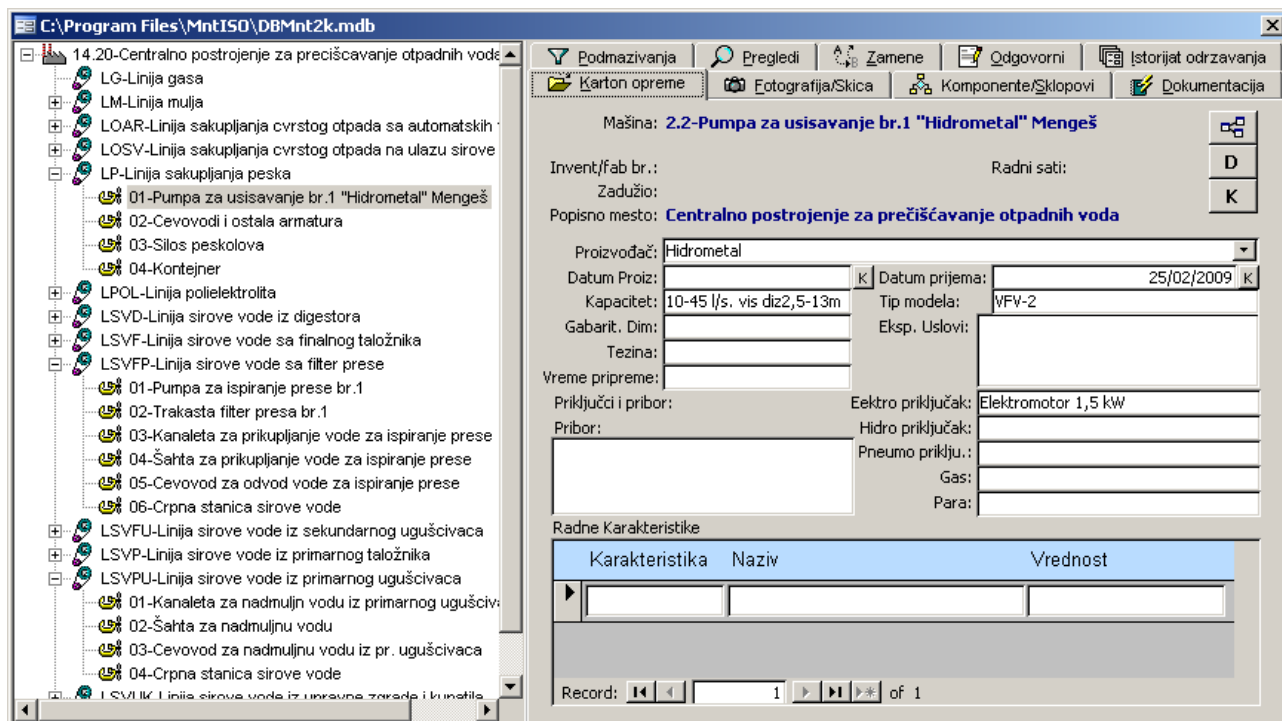 C:\Program Files\MntISO\DBMnt2k.mdb
14.20-Centralno postrojenje za precišcavanje otpadnih voda
LG-Linija gasa
LM-Linija mulja
LOAR-Linija sakupljanja cvrstog otpada sa automatskih
LOSV-Linija sakupljanja cvrstog otpada na ulazu sirove
LP-Linija sakupljanja peska
01-Pumpa za usisavanje br.1 "Hidrometal" Mengeš
02-Cevovodi i ostala armatura
03-Silos peskolova
04-Kontejner
LPOL-Linija polielektrolita
LSVD-Linija sirove vode iz digestora
LSVF-Linija sirove vode sa finalnog taložnika
LSVFP-Linija sirove vode sa filter prese
01-Pumpa za ispiranje prese br.1
02-Trakasta filter presa br.1
03-Kanaleta za prikupljanje vode za ispiranje prese
04-Šahta za prikupljanje vode za ispiranje prese
05-Cevovod za odvod vode za ispiranje prese
06-Crpna stanica sirove vode
LSVFU-Linija sirove vode iz sekundarnog ugušcivaca
LSVP-Linija sirove vode iz primarnog taložnika
LSVPU-Linija sirove vode iz primarnog ugušcivaca
01-Kanaleta za nadmuljn vodu iz primarnog ugušciva
02-Šahta za nadmuljnu vodu
03-Cevovod za nadmuljnu vodu iz pr. ugušcivaca
04-Crpna stanica sirove vode
LSVUK-Linija sirove vode iz upravne zgrade i kupatila
Podmazivanja Pregledi Zamene Odgovorni Istorijat odrzavanja
Karton opreme Fotografija/Skica Komponente/Sklopovi Dokumentacija
Mašina: 2.2-Pumpa za usisavanje br.1 "Hidrometal" Mengeš
Invent/fab br.: Radni sati: D
Zadužio: K
Popisno mesto: Centralno postrojenje za prečišćavanje otpadnih voda
Proizvođač: Hidrometal
Datum Proiz: K Datum prijema: 25/02/2009 K
Kapacitet: 10-45 l/s. vis diz2,5-13m Tip modela: VFV-2
Gabarit. Dim: Eksp. Uslovi:
Tezina:
Vreme pripreme:
Priključci i pribor: Eektro priključak: Elektromotor 1,5 kW
Pribor: Hidro priključak:
Pneumo priklju.:
Gas:
Para:
Radne Karakteristike
Karakteristika Naziv Vrednost
Record: 1 of 1